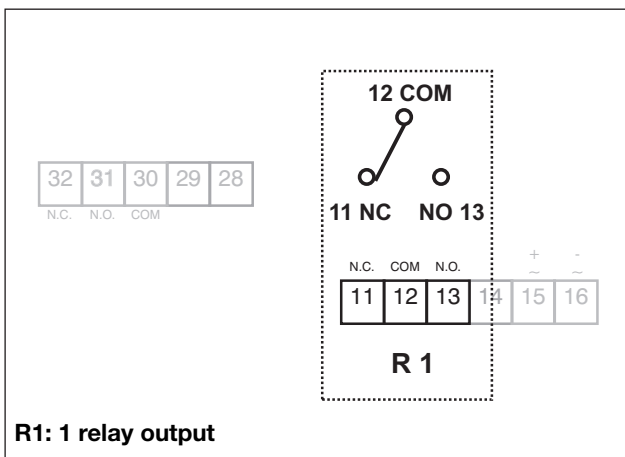 12 COM
11 NC NO 13
32 31 30 29 28
N.C. N.O. COM
+ -
N.C. COM N.O. ~ ~
11 12 13 14 15 16
R 1
R1: 1 relay output